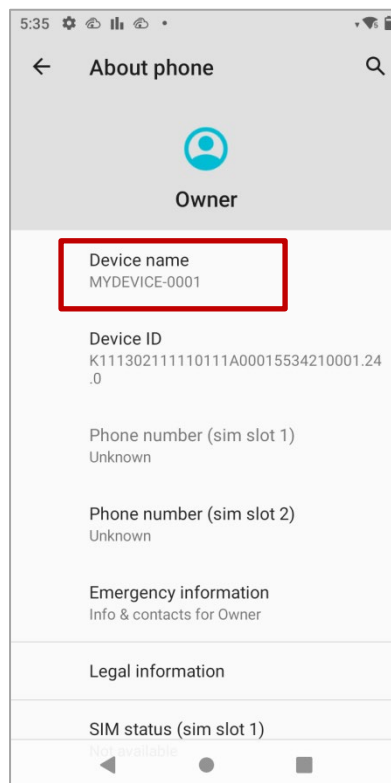 5:35
About phone
Owner
Device name
MYDEVICE-0001
Device ID
K111302111110111A00015534210001.24
.0
Phone number (sim slot 1)
Unknown
Phone number (sim slot 2)
Unknown
Emergency information
Info & contacts for Owner
Legal information
SIM status (sim slot 1)
Not available